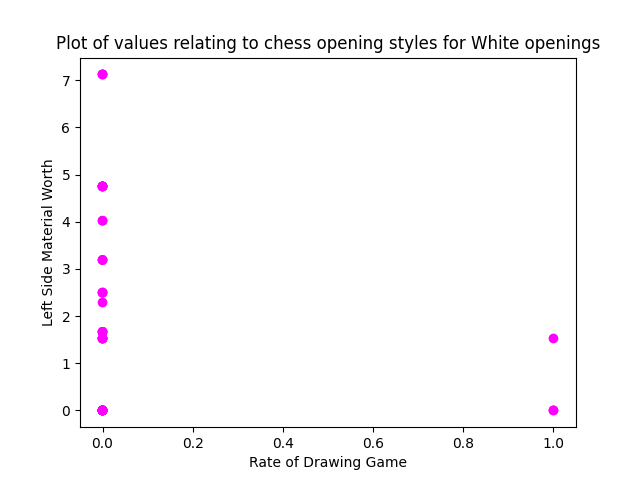 Plot of values relating to chess opening styles for White openings
7
6
5
4
3
2
1
0
Left Side Material Worth
0.0 0.2 0.4 0.6 0.8 1.0
Rate of Drawing Game